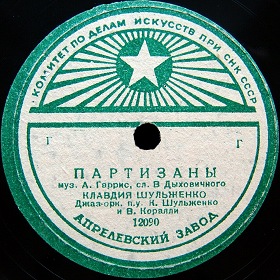 КОМИТЕТ ПО ДЕЛАМ ИСКУССТВ ПРИ СНК СССР
Г Г
ПАРТИЗАНЫ
муз. А. Гаррис, сл. В Дыховичного
КЛАВДИЯ ШУЛЬЖЕНКО
Джаз-орк. п/у. К. Шульженко
и В. Коралли
12090
АПРЕЛЕВСКИЙ ЗАВОД